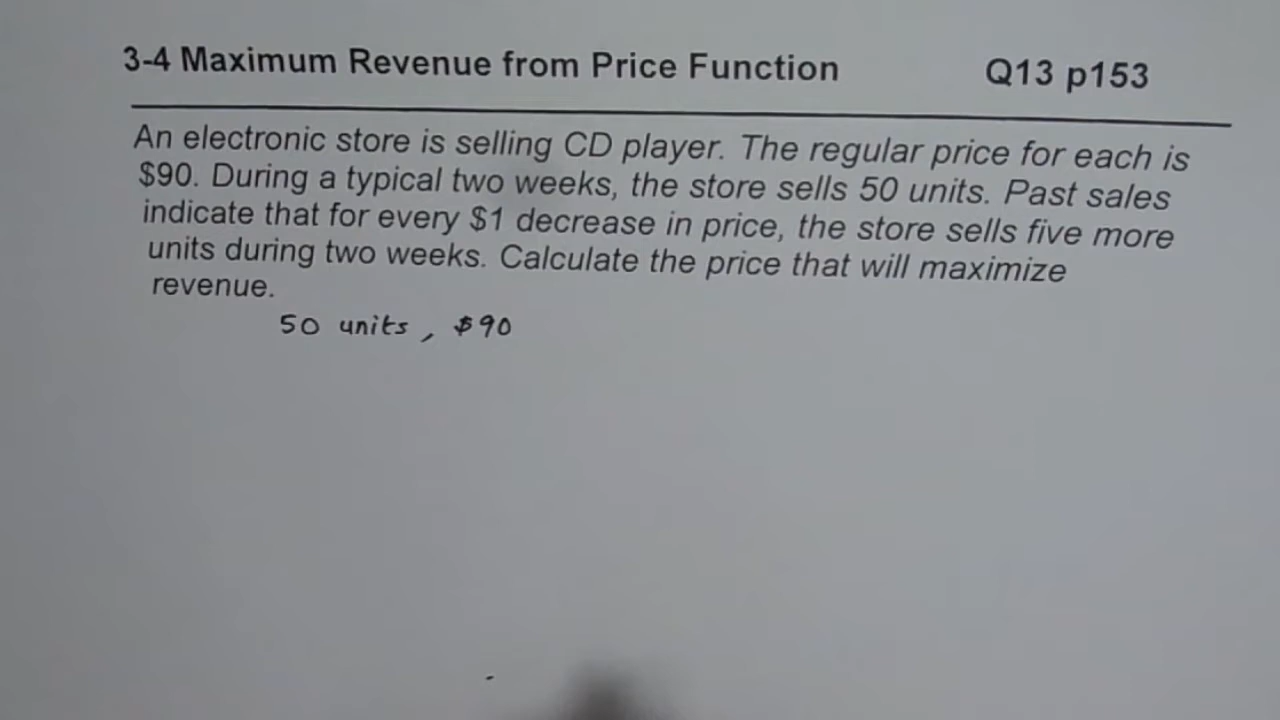 3-4 Maximum Revenue from Price Function Q13 p153
An electronic store is selling CD player. The regular price for each is
$90. During a typical two weeks, the store sells 50 units. Past sales
indicate that for every $1 decrease in price, the store sells five more
units during two weeks. Calculate the price that will maximize
revenue.
50 units, $90